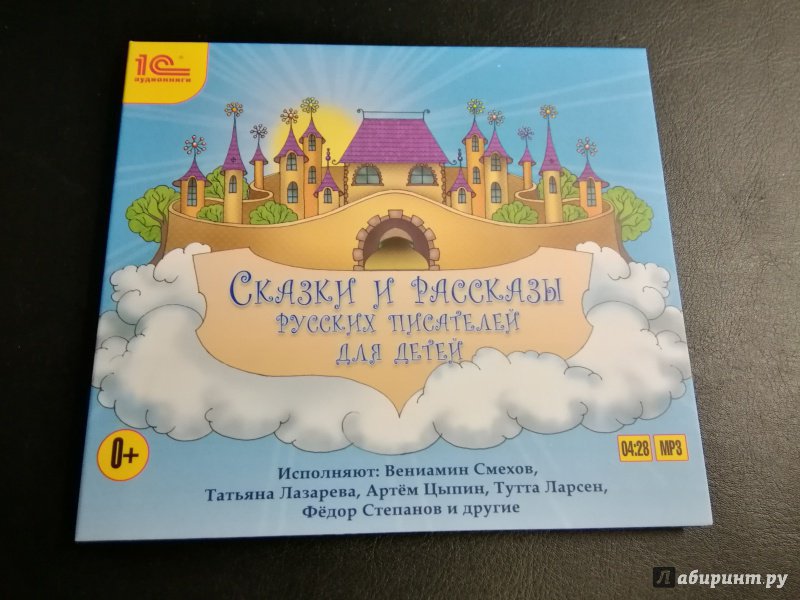 1С
аудиокниги
Сказки и рассказы
русских писателей
для детей
0+
04:28 MP3
Исполняют: Вениамин Смехов,
Татьяна Лазарева, Артём Цыпин, Тутта Ларсен,
Фёдор Степанов и другие
Лабиринт.ру